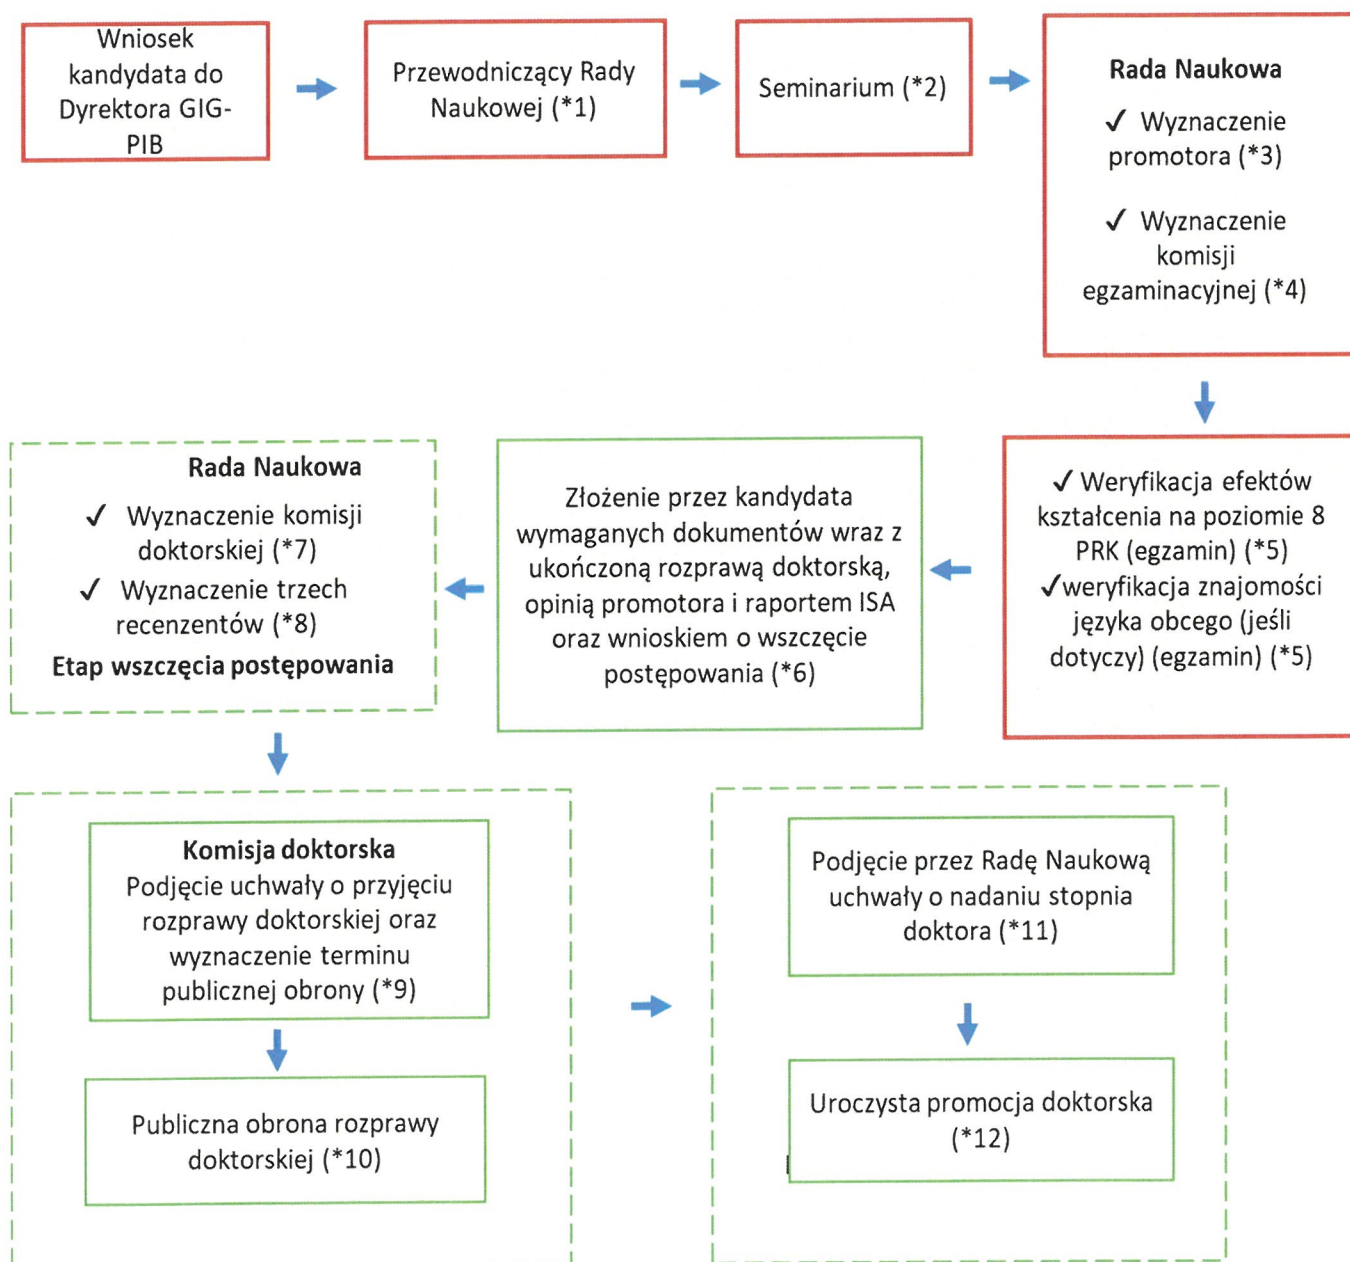 Wniosek
kandydata do
Dyrektora GIG-
PIB
Przewodniczący Rady
Naukowej (*1)
Seminarium (*2)
Rada Naukowa
✓ Wyznaczenie
promotora (*3)
✓ Wyznaczenie
komisji
egzaminacyjnej (*4)
✓ Weryfikacja efektów
kształcenia na poziomie 8
PRK (egzamin) (*5)
✓weryfikacja znajomości
języka obcego (jeśli
dotyczy) (egzamin) (*5)
Złożenie przez kandydata
wymaganych dokumentów wraz z
ukończoną rozprawą doktorską,
opinią promotora i raportem ISA
oraz wnioskiem o wszczęcie
postępowania (*6)
Rada Naukowa
✓ Wyznaczenie komisji
doktorskiej (*7)
✓ Wyznaczenie trzech
recenzentów (*8)
Etap wszczęcia postępowania
Komisja doktorska
Podjęcie uchwały o przyjęciu
rozprawy doktorskiej oraz
wyznaczenie terminu
publicznej obrony (*9)
Publiczna obrona rozprawy
doktorskiej (*10)
Podjęcie przez Radę Naukową
uchwały o nadaniu stopnia
doktora (*11)
Uroczysta promocja doktorska
(*12)